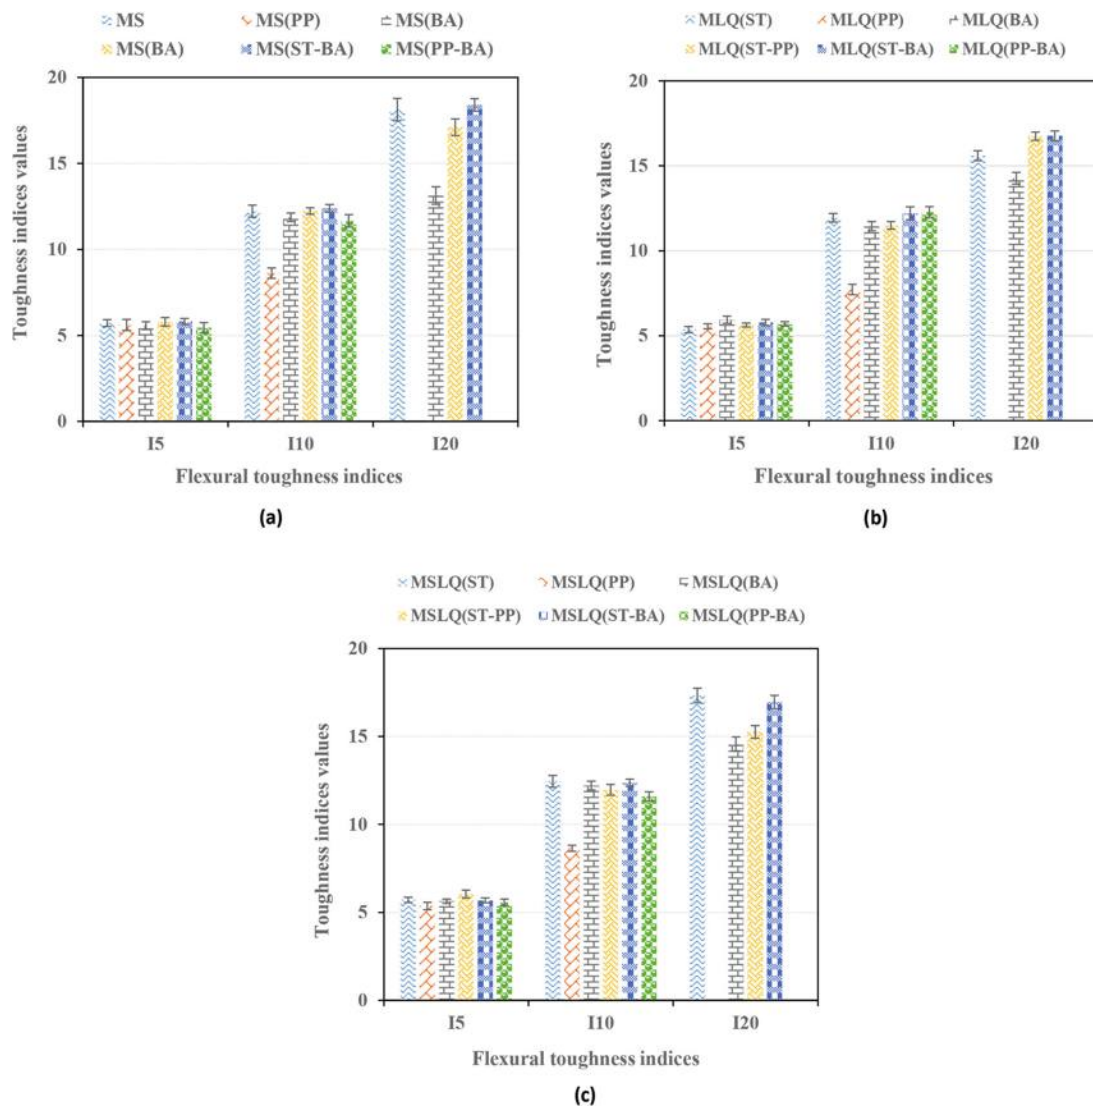 MS MS(PP) MS(BA)
MS(BA) MS(ST-BA) MS(PP-BA)
20
15
10
5
0
Toughness indices values
I5 I10 I20
Flexural toughness indices
(a)
MLQ(ST) MLQ(PP) MLQ(BA)
MLQ(ST-PP) MLQ(ST-BA) MLQ(PP-BA)
20
15
10
5
0
Toughness indices values
I5 I10 I20
Flexural toughness indices
(b)
MSLQ(ST) MSLQ(PP) MSLQ(BA)
MSLQ(ST-PP) MSLQ(ST-BA) MSLQ(PP-BA)
20
15
10
5
0
Toughness indices values
I5 I10 I20
Flexural toughness indices
(c)